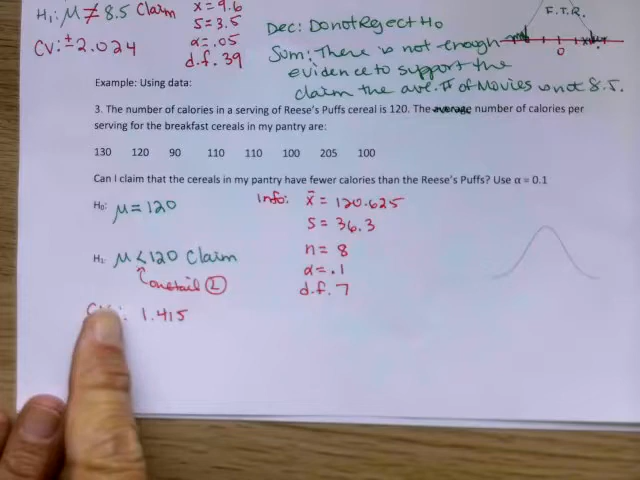 H₁: μ ≠ 8.5 Claim
x̄ = 9.6
CV: ± 2.024
s = 3.5
α = .05
d.f. 39
Dec: Do not Reject H₀
Sum: There is not enough
evidence to support the
claim the ave. # of Movies is not 8.5.
F.T.R.
0
Example: Using data:
3. The number of calories in a serving of Reese's Puffs cereal is 120. The average number of calories per
serving for the breakfast cereals in my pantry are:
130 120 90 110 110 100 205 100
Can I claim that the cereals in my pantry have fewer calories than the Reese's Puffs? Use α = 0.1
H₀: μ = 120
H₁: μ < 120 Claim
onetail L
1.415
Info: x̄ = 120.625
s = 36.3
n = 8
α = .1
d.f. 7